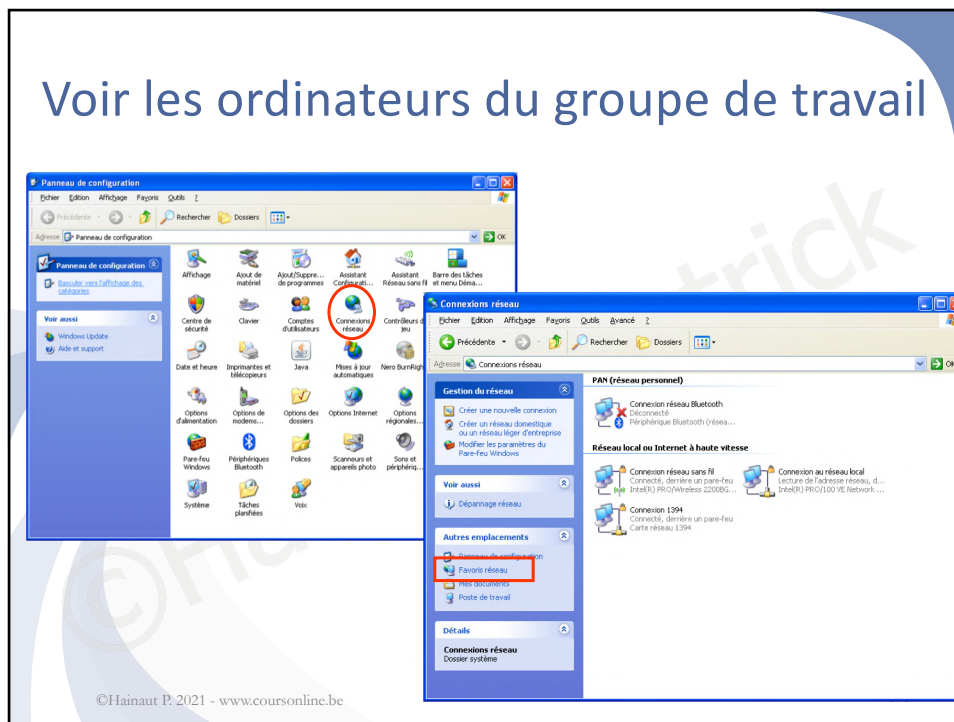 Voir les ordinateurs du groupe de travail
Panneau de configuration
Fichier Edition Affichage Favoris Outils ?
Précédente Rechercher Dossiers
Adresse Panneau de configuration OK
Panneau de configuration
Basculer vers l'affichage des
catégories
Voir aussi
Windows Update
Aide et support
Affichage
Ajout de
matériel
Ajout/Suppre...
de programmes
Assistant
Configurati...
Assistant
Réseau sans fil
Barre des tâches
et menu Déma...
Centre de
sécurité
Clavier
Comptes
d'utilisateurs
Connexions
réseau
Contrôleurs d
jeu
Date et heure
Imprimantes et
télécopieurs
Java
Mises à jour
automatiques
Nero BurnRigh
Options
d'alimentation
Options de
modems...
Options des
dossiers
Options Internet
Options
régionales...
Pare-feu
Windows
Périphériques
Bluetooth
Polices
Scanneurs et
appareils photo
Sons et
périphériq...
Système
Tâches
planifiées
Voix
Connexions réseau
Fichier Edition Affichage Favoris Outils Avancé ?
Précédente Rechercher Dossiers
Adresse Connexions réseau OK
Gestion du réseau
Créer une nouvelle connexion
Créer un réseau domestique
ou un réseau léger d'entreprise
Modifier les paramètres du
Pare-feu Windows
Voir aussi
Dépannage réseau
Autres emplacements
Panneau de configuration
Favoris réseau
Mes documents
Poste de travail
Détails
Connexions réseau
Dossier système
PAN (réseau personnel)
Connexion réseau Bluetooth
Déconnecté
Périphérique Bluetooth (résea...
Réseau local ou Internet à haute vitesse
Connexion réseau sans fil
Connecté, derrière un pare-feu
Intel(R) PRO/Wireless 2200BG...
Connexion au réseau local
Lecture de l'adresse réseau, d...
Intel(R) PRO/100 VE Network ...
Connexion 1394
Connecté, derrière un pare-feu
Carte réseau 1394
©Hainaut P. 2021 - www.coursonline.be